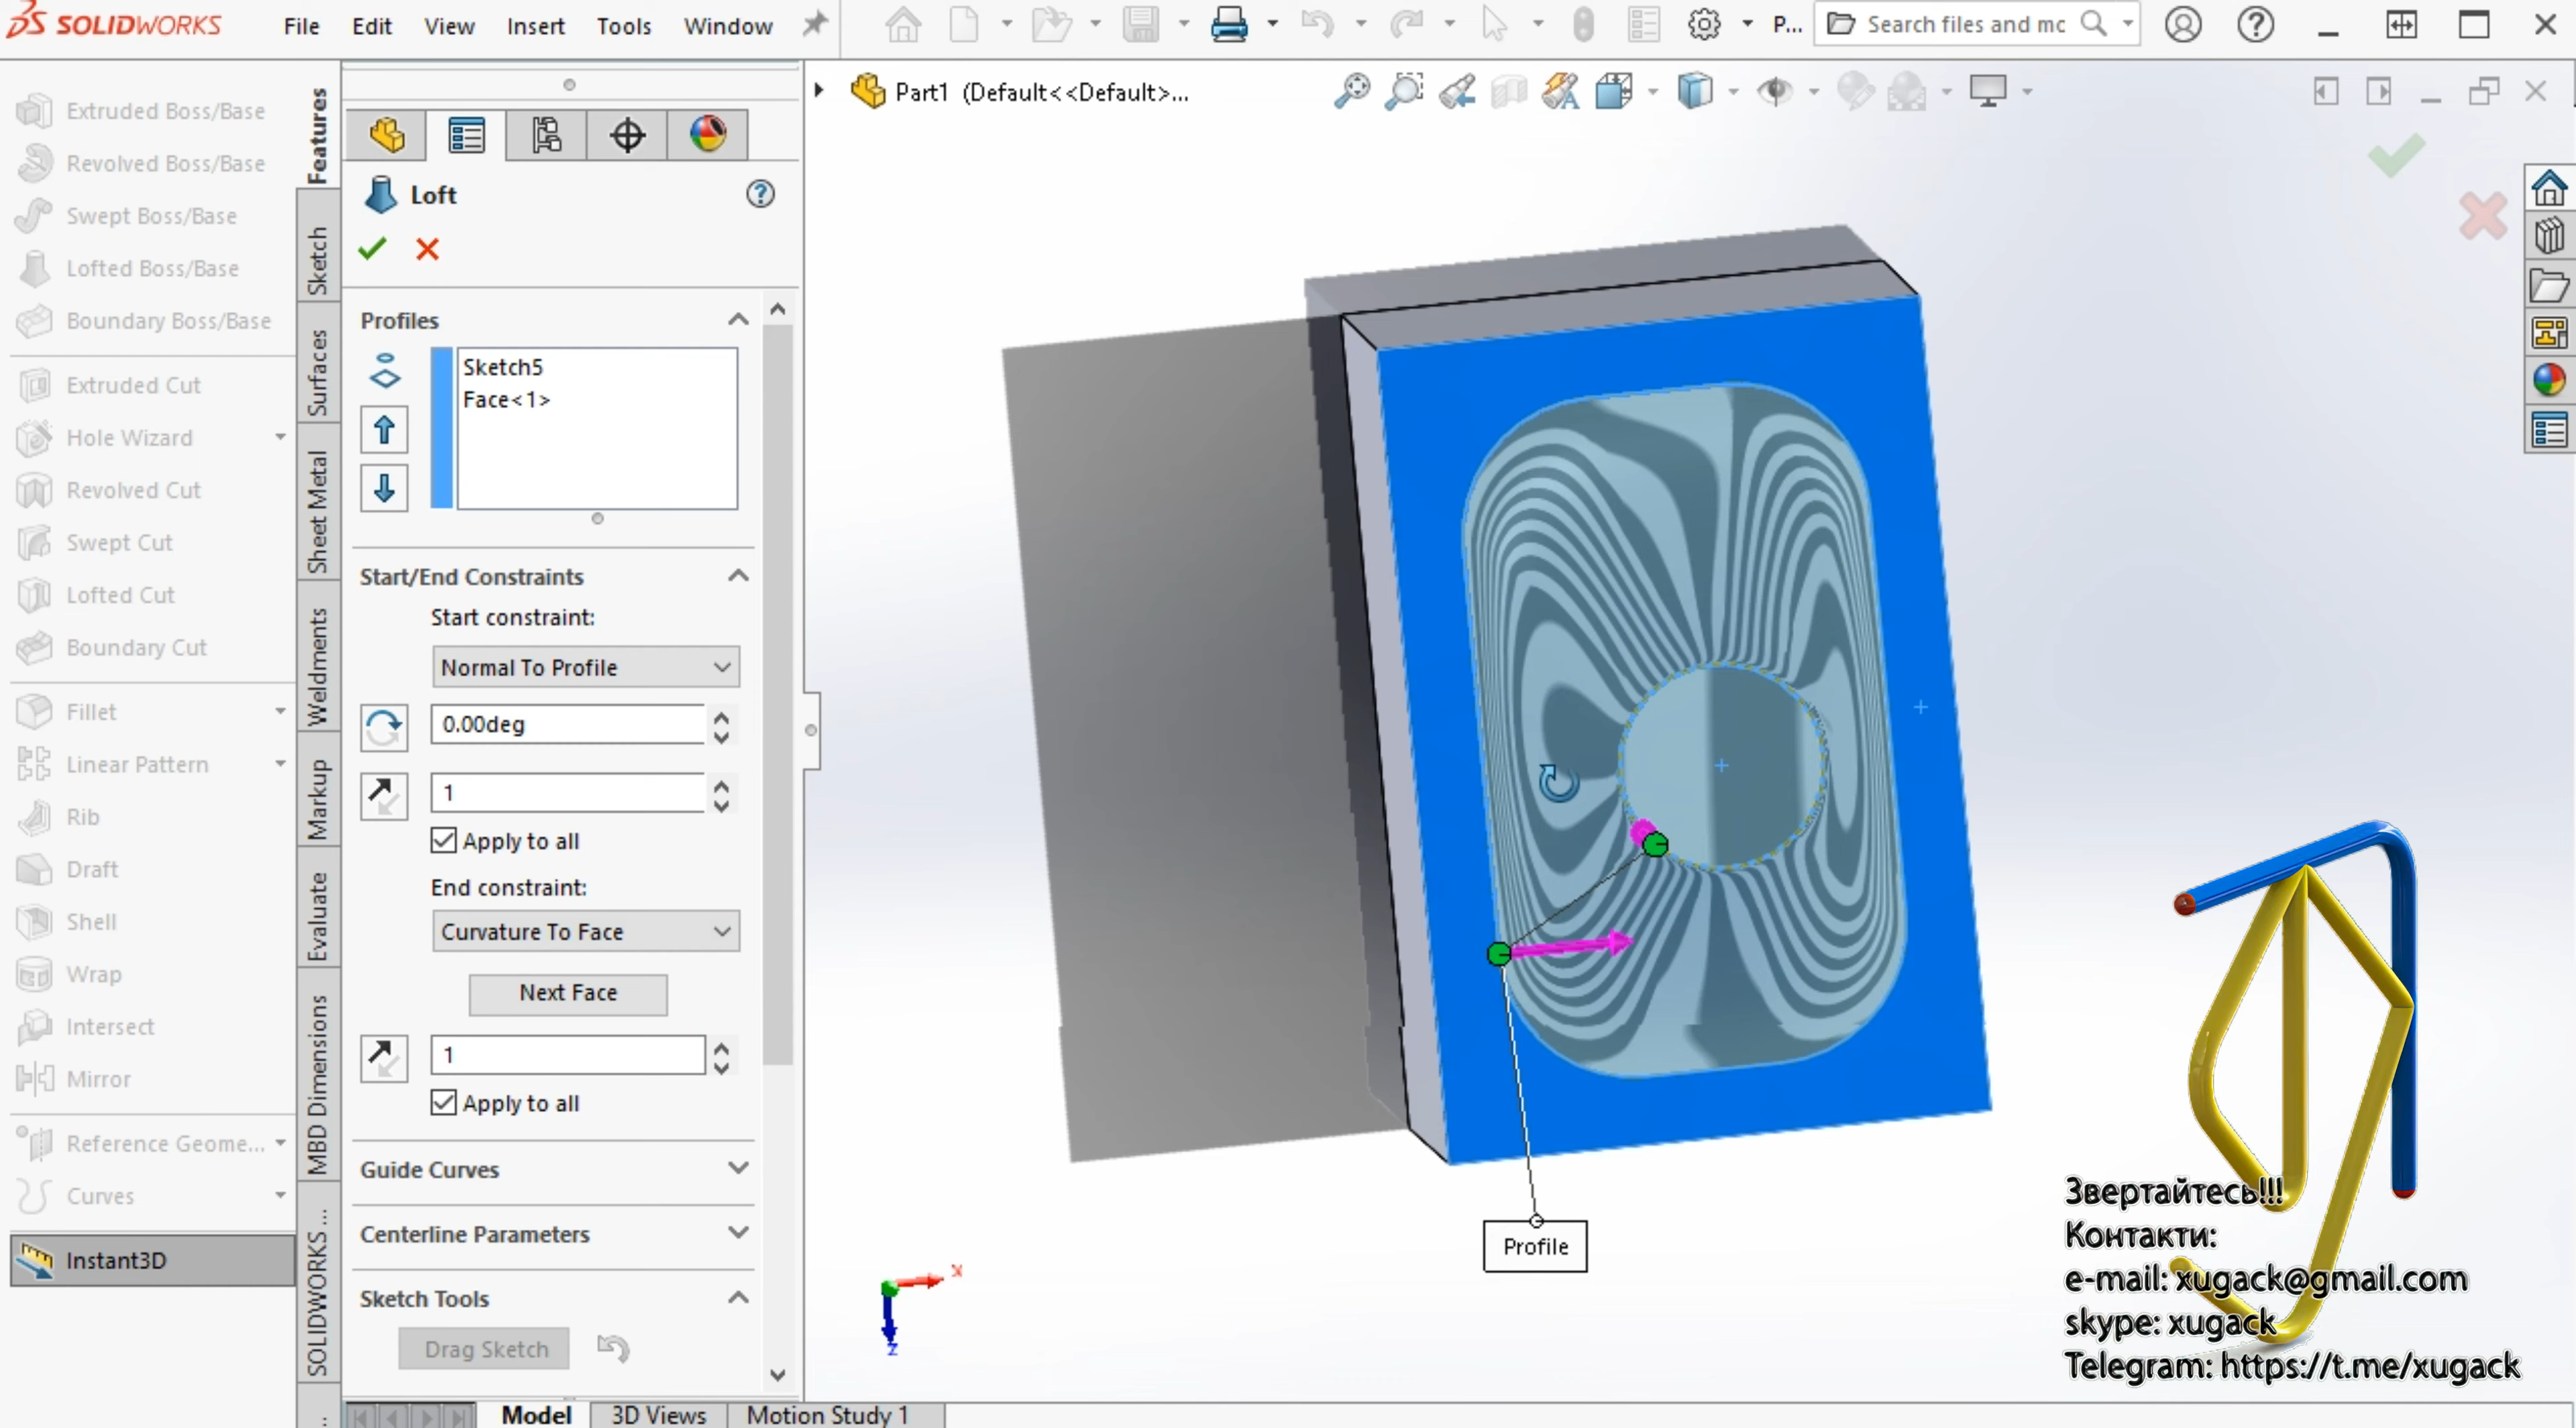 SOLIDWORKS
File Edit View Insert Tools Window
P...
Search files and mc
Extruded Boss/Base
Revolved Boss/Base
Swept Boss/Base
Lofted Boss/Base
Boundary Boss/Base
Extruded Cut
Hole Wizard
Revolved Cut
Swept Cut
Lofted Cut
Boundary Cut
Fillet
Linear Pattern
Rib
Draft
Shell
Wrap
Intersect
Mirror
Reference Geome...
Curves
Instant3D
Features
Sketch
Surfaces
Sheet Metal
Weldments
Markup
Evaluate
MBD Dimensions
SOLIDWORKS ...
...
Loft
Profiles
Sketch5
Face<1>
Start/End Constraints
Start constraint:
Normal To Profile
0.00deg
1
Apply to all
End constraint:
Curvature To Face
Next Face
1
Apply to all
Guide Curves
Centerline Parameters
Sketch Tools
Drag Sketch
Part1 (Default<<Default>...
Profile
x
z
Звертайтесь!!!
Контакти:
e-mail: xugack@gmail.com
skype: xugack
Telegram: https://t.me/xugack
Model 3D Views Motion Study 1